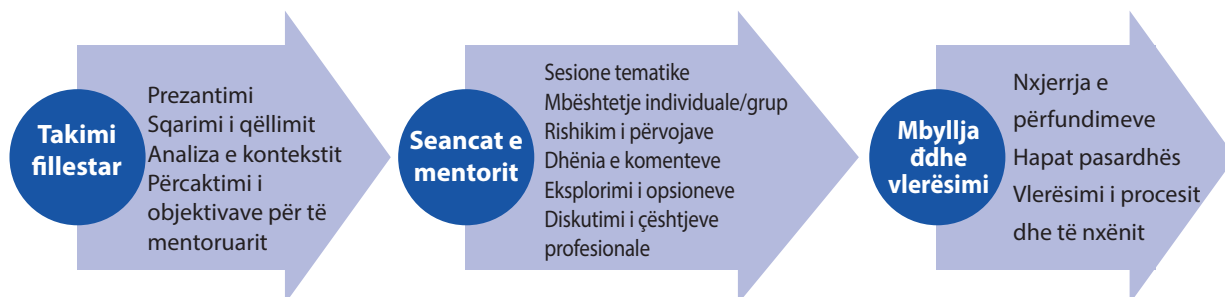 Takimi
fillestar
Prezantimi
Sqarimi i qëllimit
Analiza e kontekstit
Përcaktimi i
objektivave për të
mentoruarit
Seancat e
mentorit
Sesione tematike
Mbështetje individuale/grup
Rishikim i përvojave
Dhënia e komenteve
Eksplorimi i opsioneve
Diskutimi i çështjeve
profesionale
Mbyllja
đdhe
vlerësimi
Nxjerrja e
përfundimeve
Hapat pasardhës
Vlerësimi i procesit
dhe të nxënit